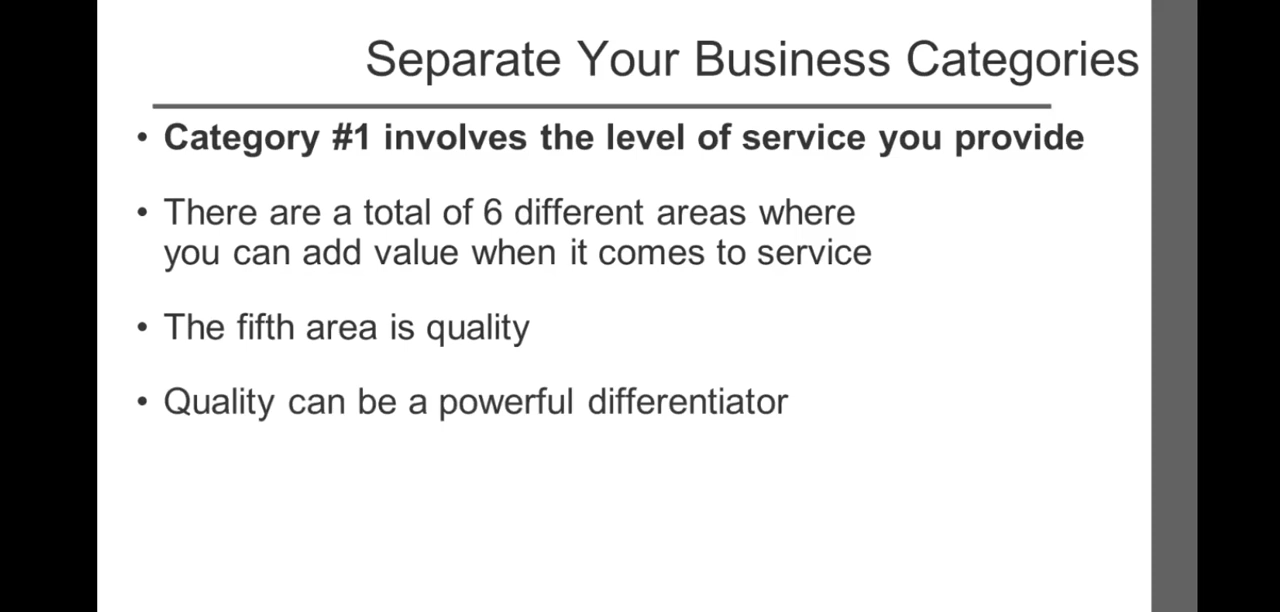 Separate Your Business Categories
• Category #1 involves the level of service you provide
• There are a total of 6 different areas where
you can add value when it comes to service
• The fifth area is quality
• Quality can be a powerful differentiator